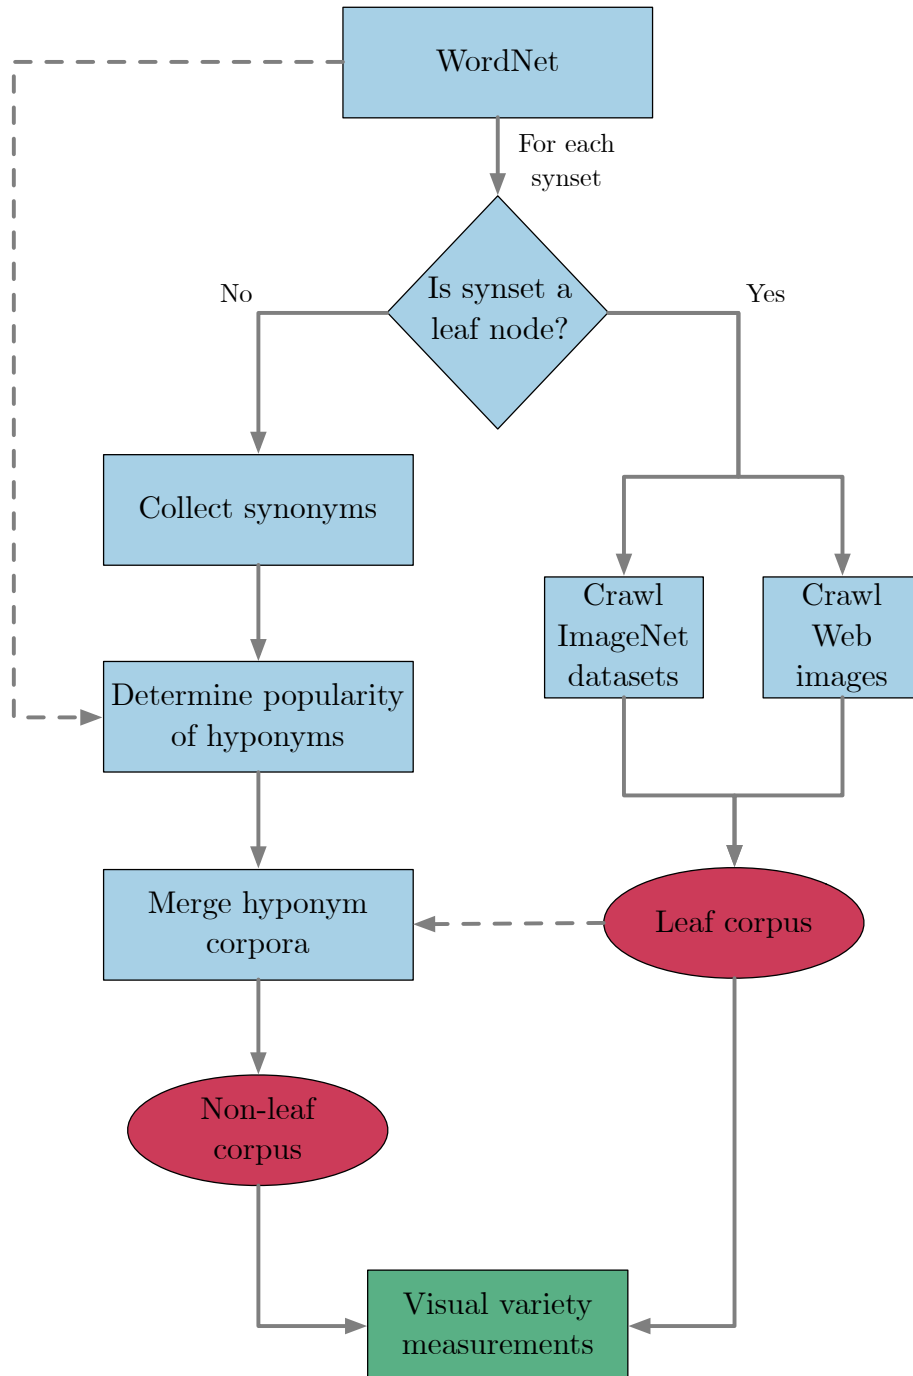 WordNet
For each
synset
Is synset a
leaf node?
No
Yes
Collect synonyms
Crawl
ImageNet
datasets
Crawl
Web
images
Determine popularity
of hyponyms
Merge hyponym
corpora
Leaf corpus
Non-leaf
corpus
Visual variety
measurements